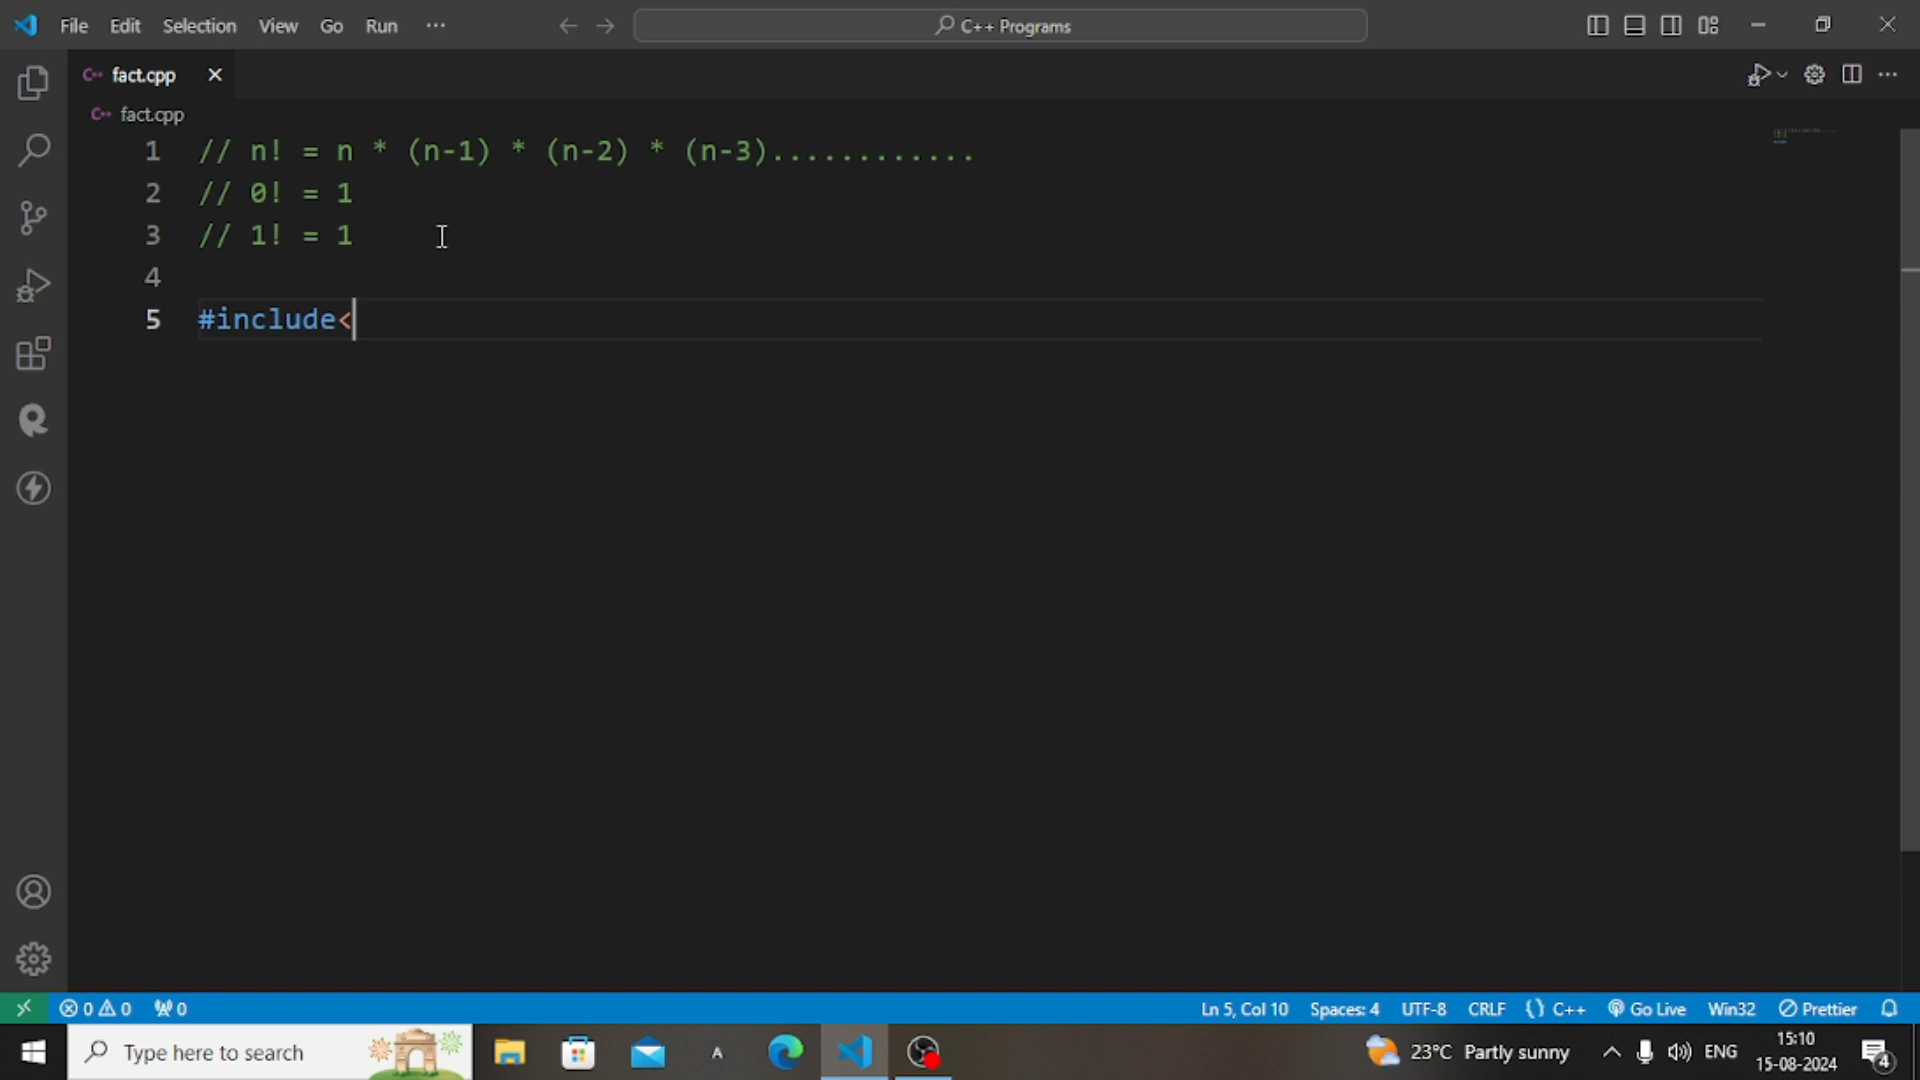 File Edit Selection View Go Run ··· C++ Programs
C++ fact.cpp
C++ fact.cpp
1 // n! = n * (n-1) * (n-2) * (n-3)............
2 // 0! = 1
3 // 1! = 1
4
5 #include<
0 0 0 Ln 5, Col 10 Spaces: 4 UTF-8 CRLF {} C++ Go Live Win32 Prettier
Type here to search A 23°C Partly sunny ENG 15:10
15-08-2024 4